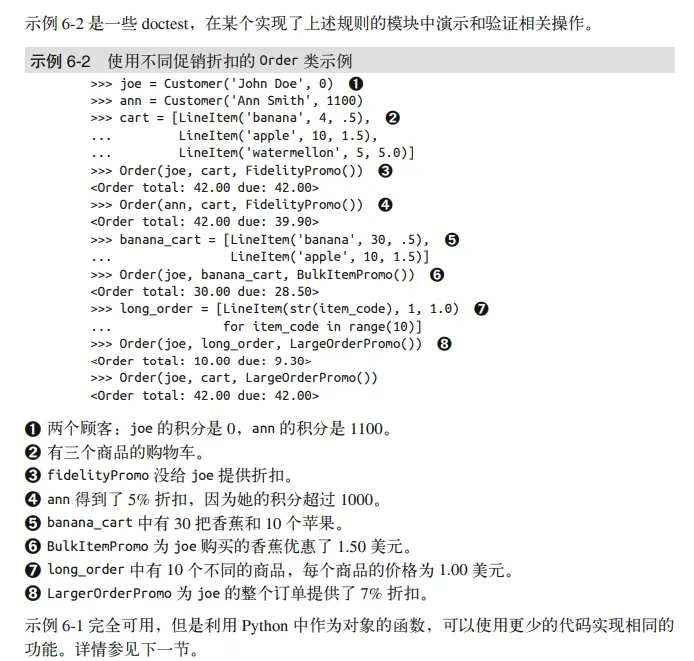 示例 6-2 是一些 doctest，在某个实现了上述规则的模块中演示和验证相关操作。
示例 6-2 使用不同促销折扣的 Order 类示例
>>> joe = Customer('John Doe', 0) ❶
>>> ann = Customer('Ann Smith', 1100)
>>> cart = [LineItem('banana', 4, .5), ❷
...         LineItem('apple', 10, 1.5),
...         LineItem('watermellon', 5, 5.0)]
>>> Order(joe, cart, FidelityPromo()) ❸
<Order total: 42.00 due: 42.00>
>>> Order(ann, cart, FidelityPromo()) ❹
<Order total: 42.00 due: 39.90>
>>> banana_cart = [LineItem('banana', 30, .5), ❺
...                LineItem('apple', 10, 1.5)]
>>> Order(joe, banana_cart, BulkItemPromo()) ❻
<Order total: 30.00 due: 28.50>
>>> long_order = [LineItem(str(item_code), 1, 1.0) ❼
...               for item_code in range(10)]
>>> Order(joe, long_order, LargeOrderPromo()) ❽
<Order total: 10.00 due: 9.30>
>>> Order(joe, cart, LargeOrderPromo())
<Order total: 42.00 due: 42.00>
❶ 两个顾客：joe 的积分是 0，ann 的积分是 1100。
❷ 有三个商品的购物车。
❸ fidelityPromo 没给 joe 提供折扣。
❹ ann 得到了 5% 折扣，因为她的积分超过 1000。
❺ banana_cart 中有 30 把香蕉和 10 个苹果。
❻ BulkItemPromo 为 joe 购买的香蕉优惠了 1.50 美元。
❼ long_order 中有 10 个不同的商品，每个商品的价格为 1.00 美元。
❽ LargerOrderPromo 为 joe 的整个订单提供了 7% 折扣。
示例 6-1 完全可用，但是利用 Python 中作为对象的函数，可以使用更少的代码实现相同的
功能。详情参见下一节。